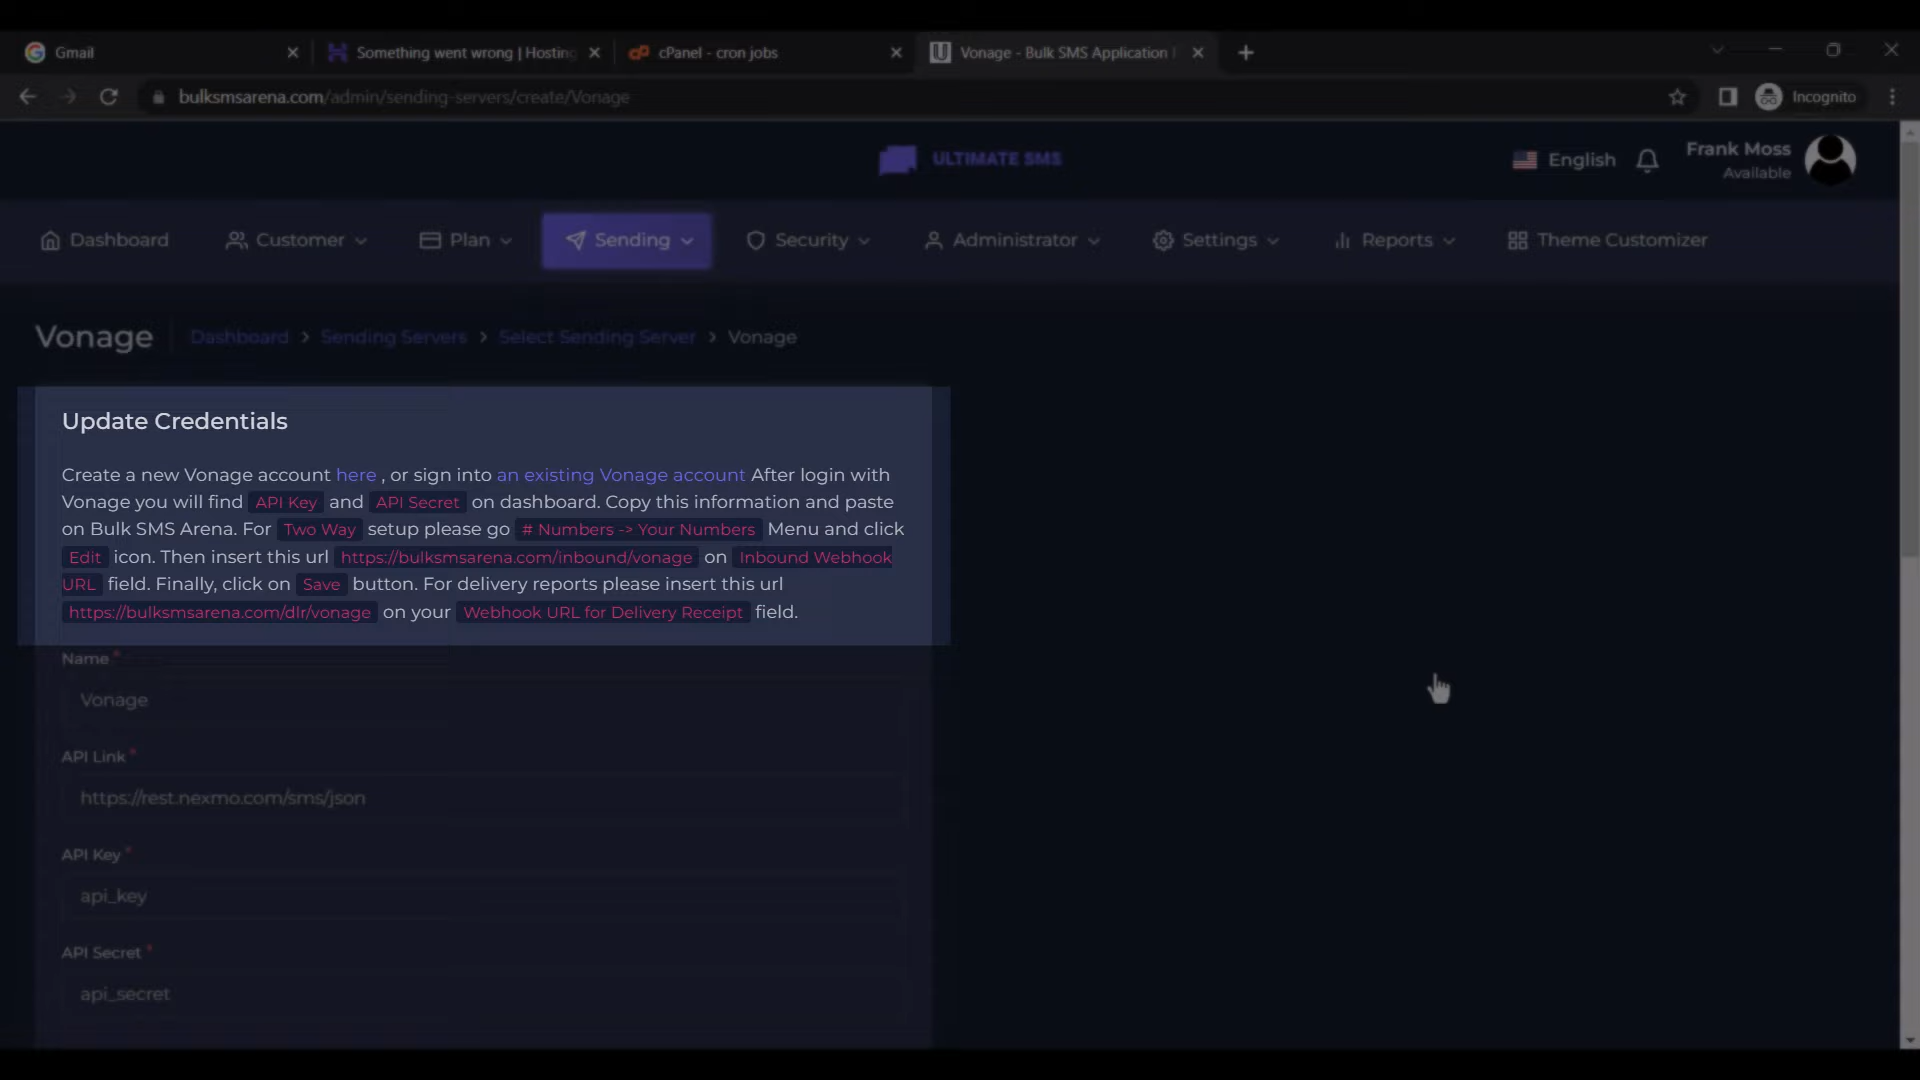 Gmail
Something went wrong | Hosting
cPanel - cron jobs
Vonage - Bulk SMS Application
bulksmsarena.com/admin/sending-servers/create/Vonage
Incognito
ULTIMATE SMS
English
Frank Moss
Available
Dashboard
Customer
Plan
Sending
Security
Administrator
Settings
Reports
Theme Customizer
Vonage
Dashboard > Sending Servers > Select Sending Server > Vonage
Update Credentials
Create a new Vonage account here , or sign into an existing Vonage account After login with
Vonage you will find API Key and API Secret on dashboard. Copy this information and paste
on Bulk SMS Arena. For Two Way setup please go # Numbers -> Your Numbers Menu and click
Edit icon. Then insert this url https://bulksmsarena.com/inbound/vonage on Inbound Webhook
URL field. Finally, click on Save button. For delivery reports please insert this url
https://bulksmsarena.com/dlr/vonage on your Webhook URL for Delivery Receipt field.
Name *
Vonage
API Link *
https://rest.nexmo.com/sms/json
API Key *
api_key
API Secret *
api_secret